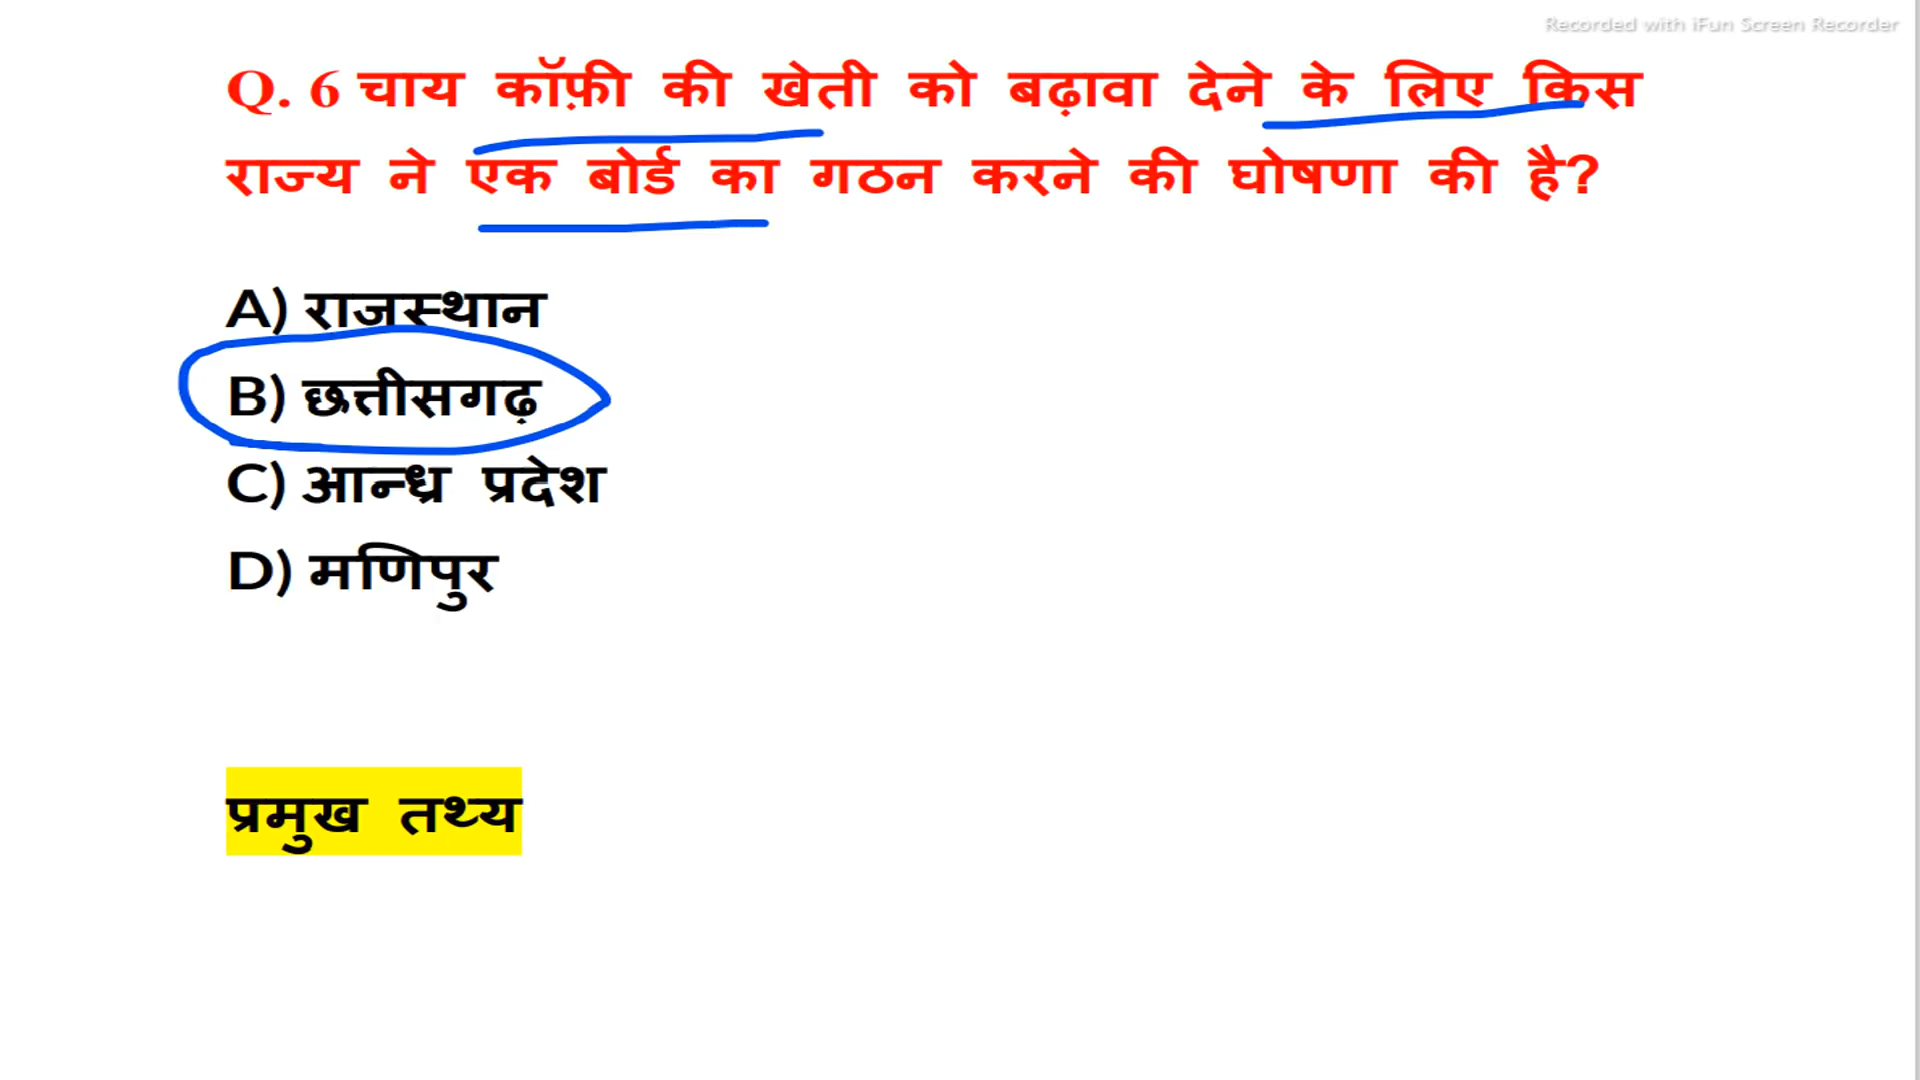 Recorded with iFun Screen Recorder
Q. 6 चाय कॉफ़ी की खेती को बढ़ावा देने के लिए किस
राज्य ने एक बोर्ड का गठन करने की घोषणा की है?
A) राजस्थान
B) छत्तीसगढ़
C) आन्ध्र प्रदेश
D) मणिपुर
प्रमुख तथ्य